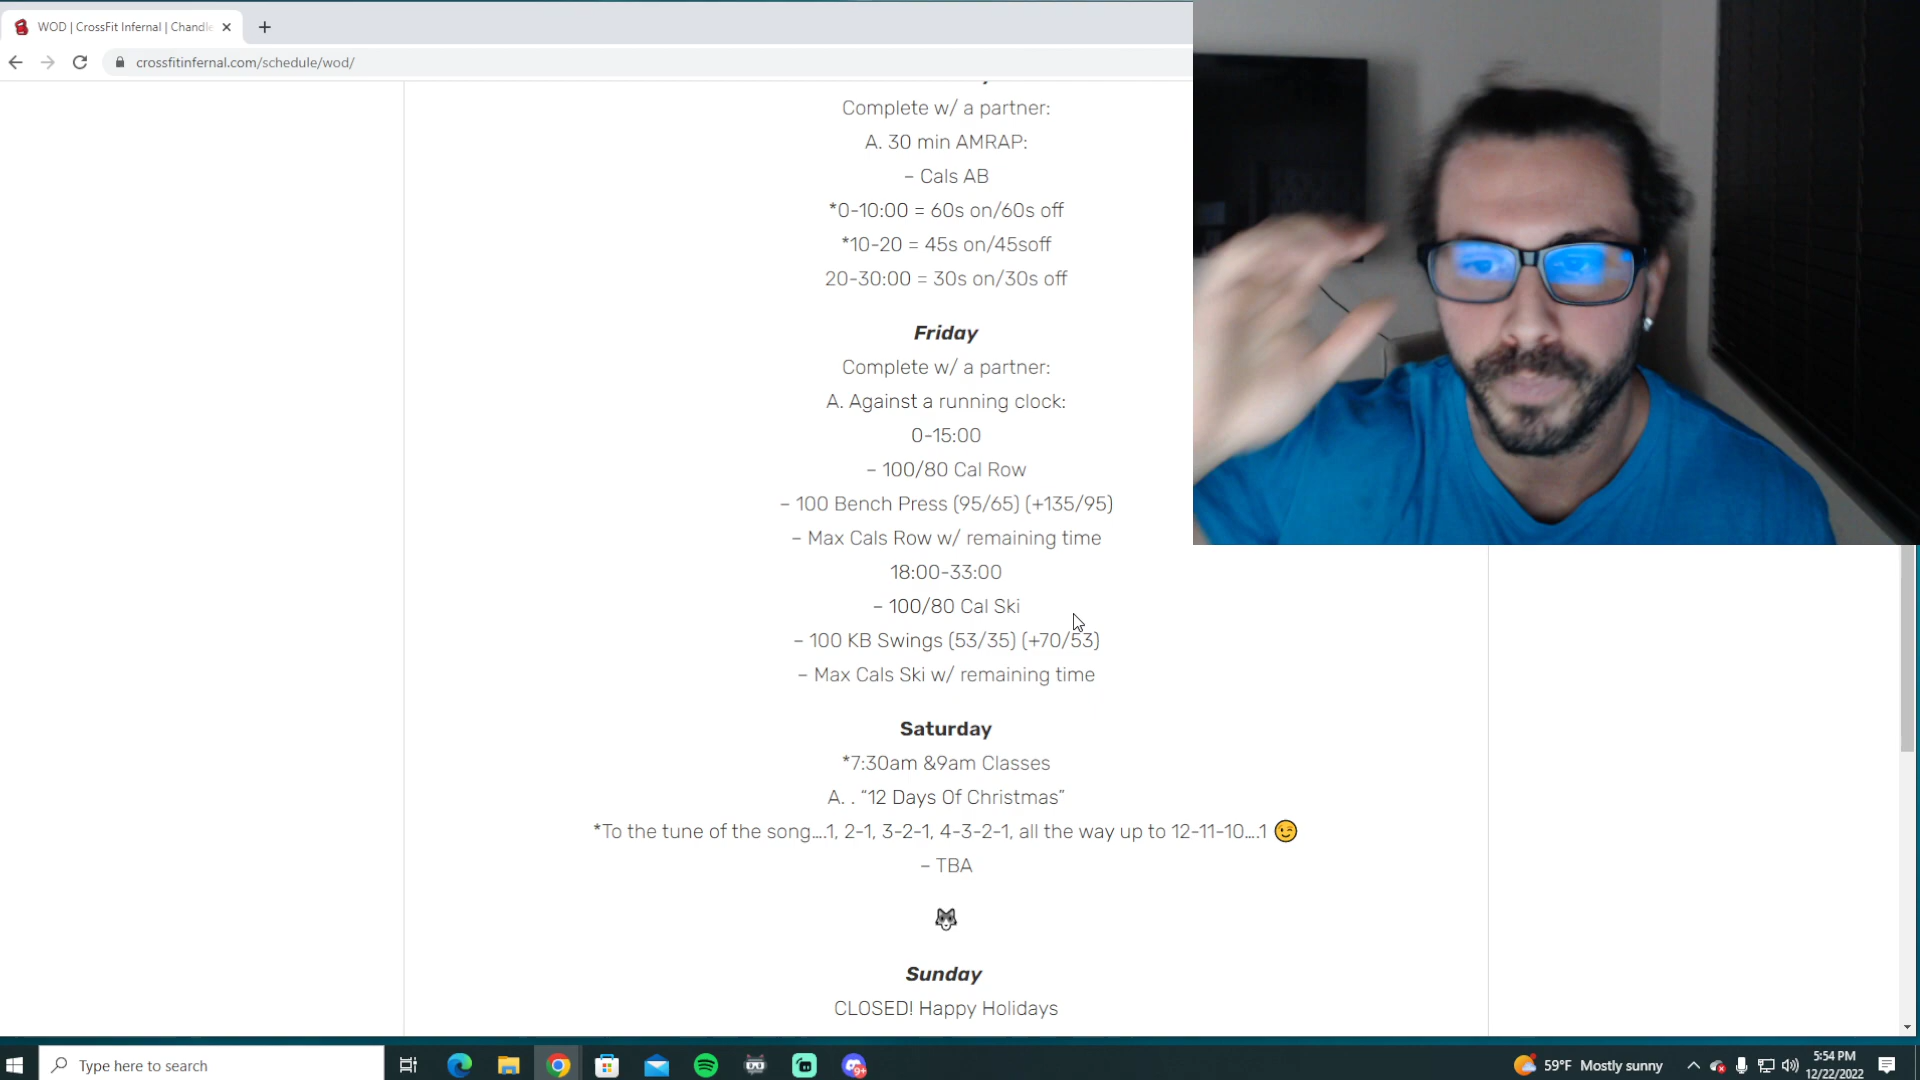 WOD | CrossFit Infernal | Chandle
crossfitinfernal.com/schedule/wod/
Complete w/ a partner:
A. 30 min AMRAP:
– Cals AB
*0-10:00 = 60s on/60s off
*10-20 = 45s on/45soff
20-30:00 = 30s on/30s off
Friday
Complete w/ a partner:
A. Against a running clock:
0-15:00
– 100/80 Cal Row
– 100 Bench Press (95/65) (+135/95)
– Max Cals Row w/ remaining time
18:00-33:00
– 100/80 Cal Ski
– 100 KB Swings (53/35) (+70/53)
– Max Cals Ski w/ remaining time
Saturday
*7:30am &9am Classes
A. . “12 Days Of Christmas”
*To the tune of the song….1, 2-1, 3-2-1, 4-3-2-1, all the way up to 12-11-10….1 😉
– TBA
Sunday
CLOSED! Happy Holidays
Type here to search
9+
59°F Mostly sunny
5:54 PM
12/22/2022